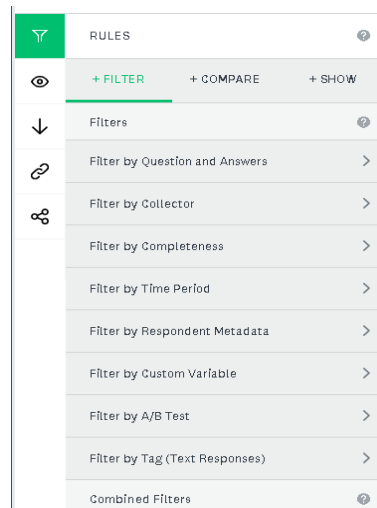 RULES
+ FILTER + COMPARE + SHOW
Filters
Filter by Question and Answers
Filter by Collector
Filter by Completeness
Filter by Time Period
Filter by Respondent Metadata
Filter by Custom Variable
Filter by A/B Test
Filter by Tag (Text Responses)
Combined Filters